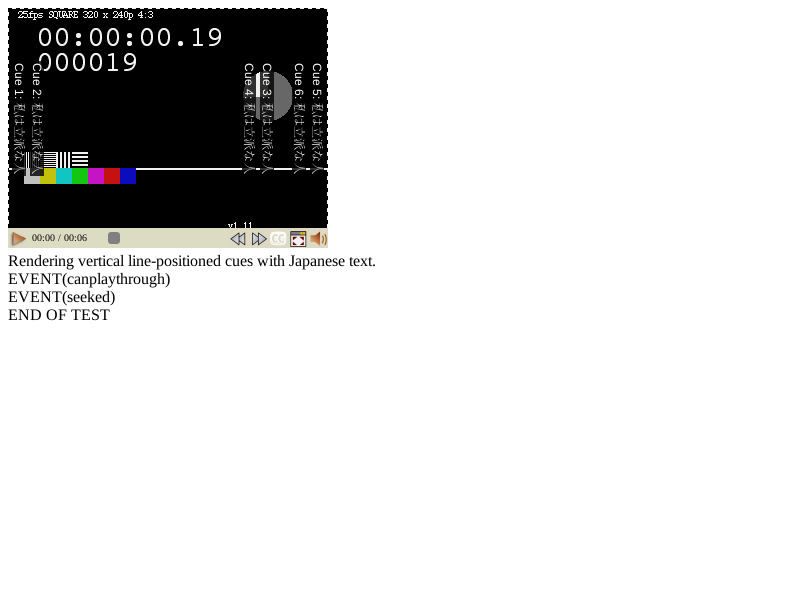 25fps SQUARE 320 x 240p 4:3
00:00:00.19
000019
Cue 1: 私は立派な人
Cue 2: 私は立派な人
Cue 4: 私は立派な人
Cue 3: 私は立派な人
Cue 6: 私は立派な人
Cue 5: 私は立派な人
v1.11
00:00 / 00:06
CC
Rendering vertical line-positioned cues with Japanese text.
EVENT(canplaythrough)
EVENT(seeked)
END OF TEST